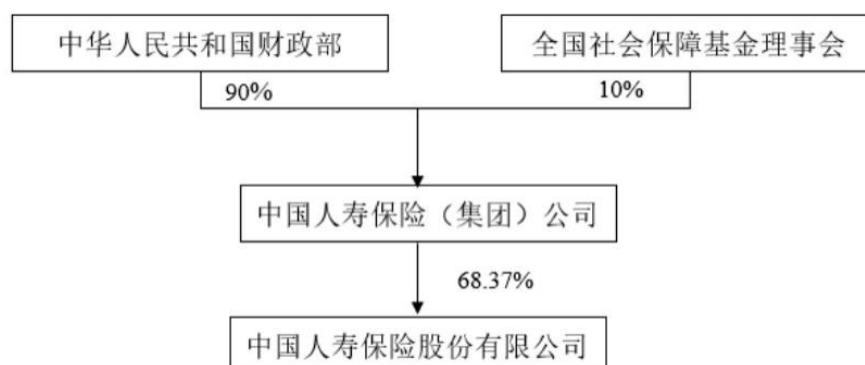 中华人民共和国财政部
全国社会保障基金理事会
90%
10%
中国人寿保险（集团）公司
68.37%
中国人寿保险股份有限公司